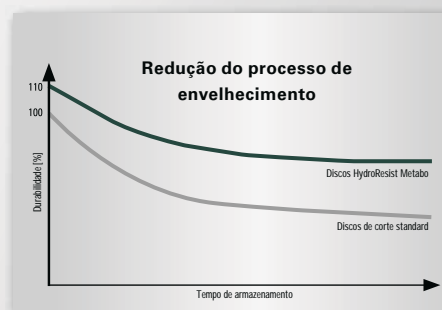 Redução do processo de
envelhecimento
110
100
Durabilidade [%]
Discos HydroResist Metabo
Discos de corte standard
Tempo de armazenamento